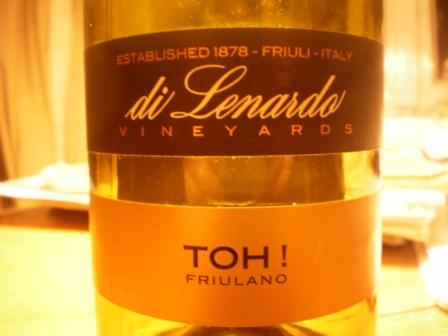 ESTABLISHED 1878 - FRIULI - ITALY
di Lenardo
VINEYARDS
TOH !
FRIULANO